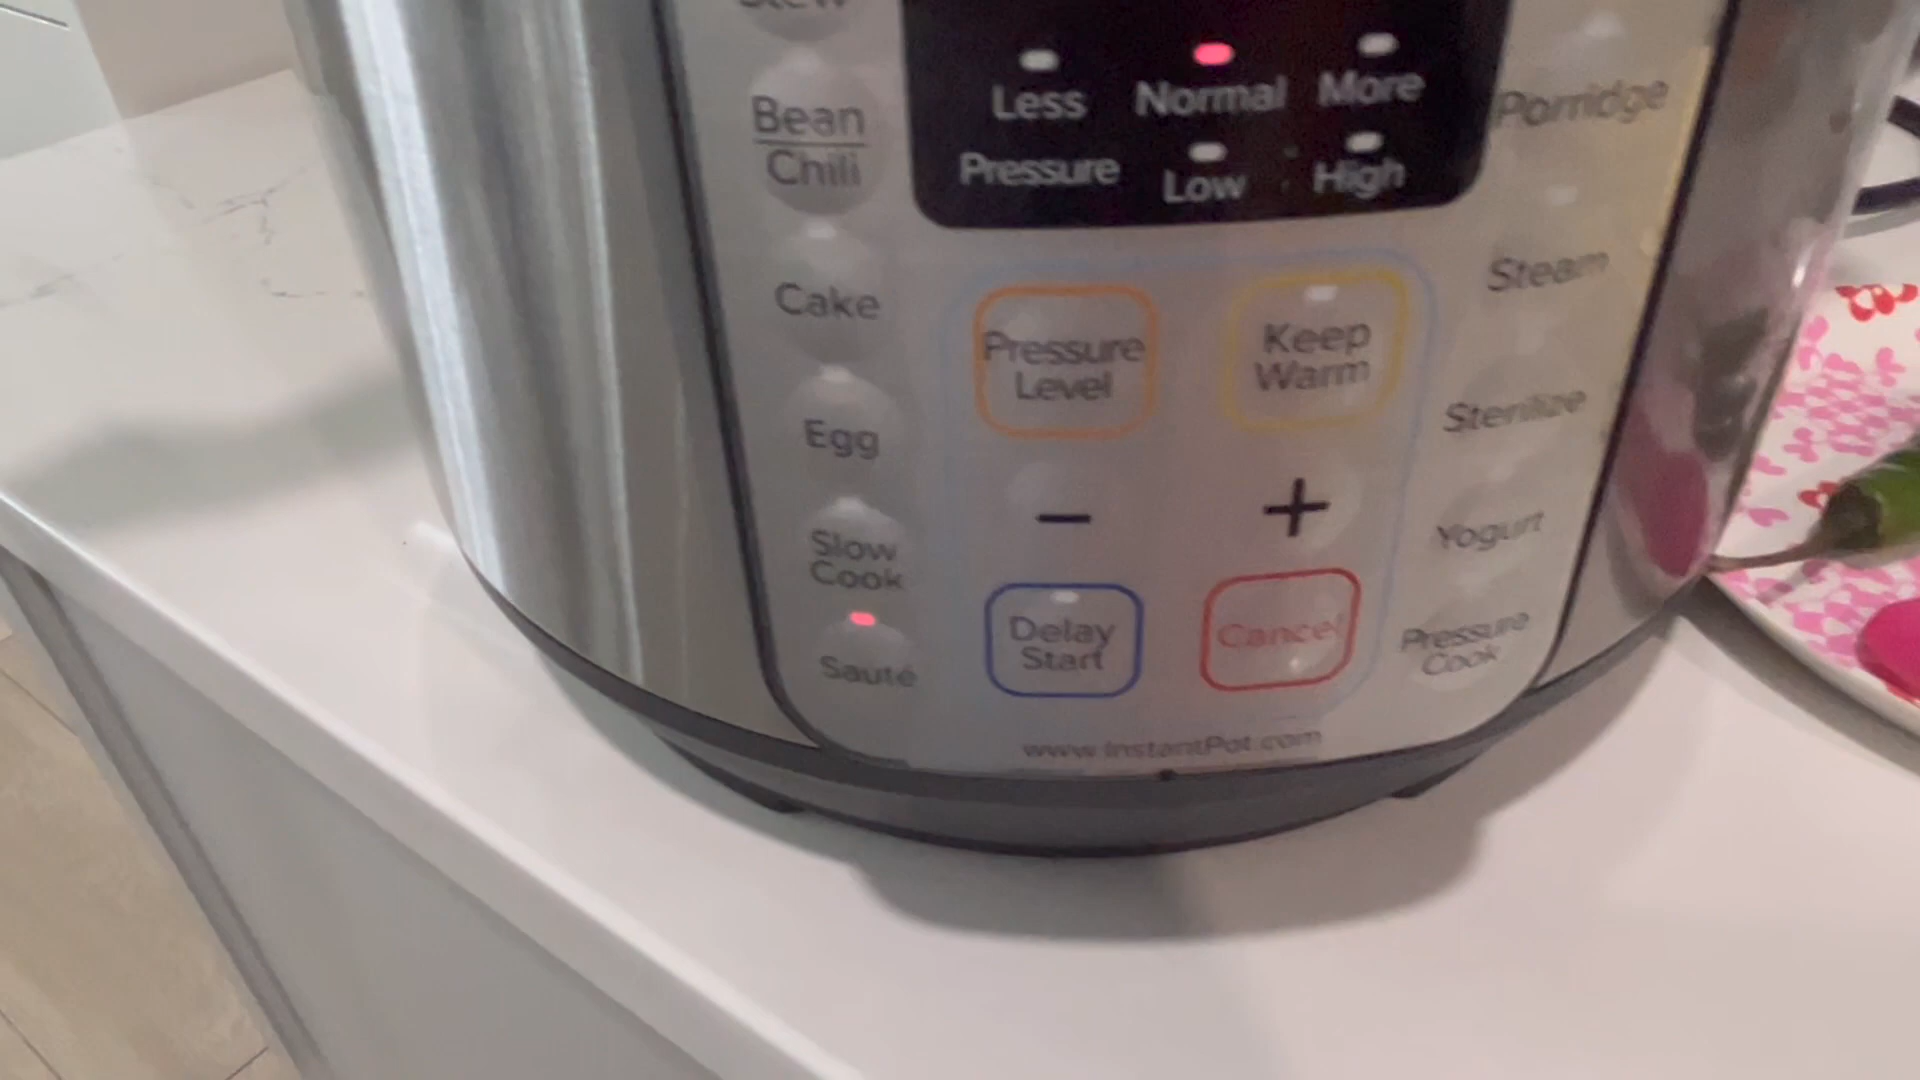 Stew
Less Normal More
Pressure Low High
Bean
Chili
Cake
Egg
Slow
Cook
Sauté
Pressure
Level
Keep
Warm
−
+
Delay
Start
Cancel
Porridge
Steam
Sterilize
Yogurt
Pressure
Cook
www.InstantPot.com